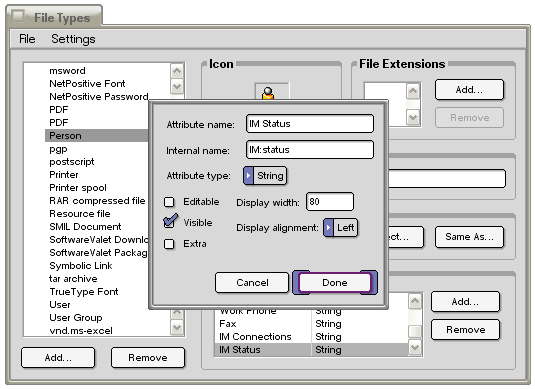 File Types
File Settings
msword
NetPositive Font
NetPositive Password
PDF
PDF
Person
pgp
postscript
Printer
Printer spool
RAR compressed file
Resource file
SMIL Document
SoftwareValet Downlo
SoftwareValet Package
Symbolic Link
tar archive
TrueType Font
User
User Group
vnd.ms-excel
Add... Remove
Icon
File Extensions
Add...
Remove
Attribute name: IM Status
Internal name: IM:status
Attribute type: String
Editable Display width: 80
Visible Display alignment: Left
Extra
Cancel Done
ect... Same As...
Work Phone String
Fax String
IM Connections String
IM Status String
Add...
Remove